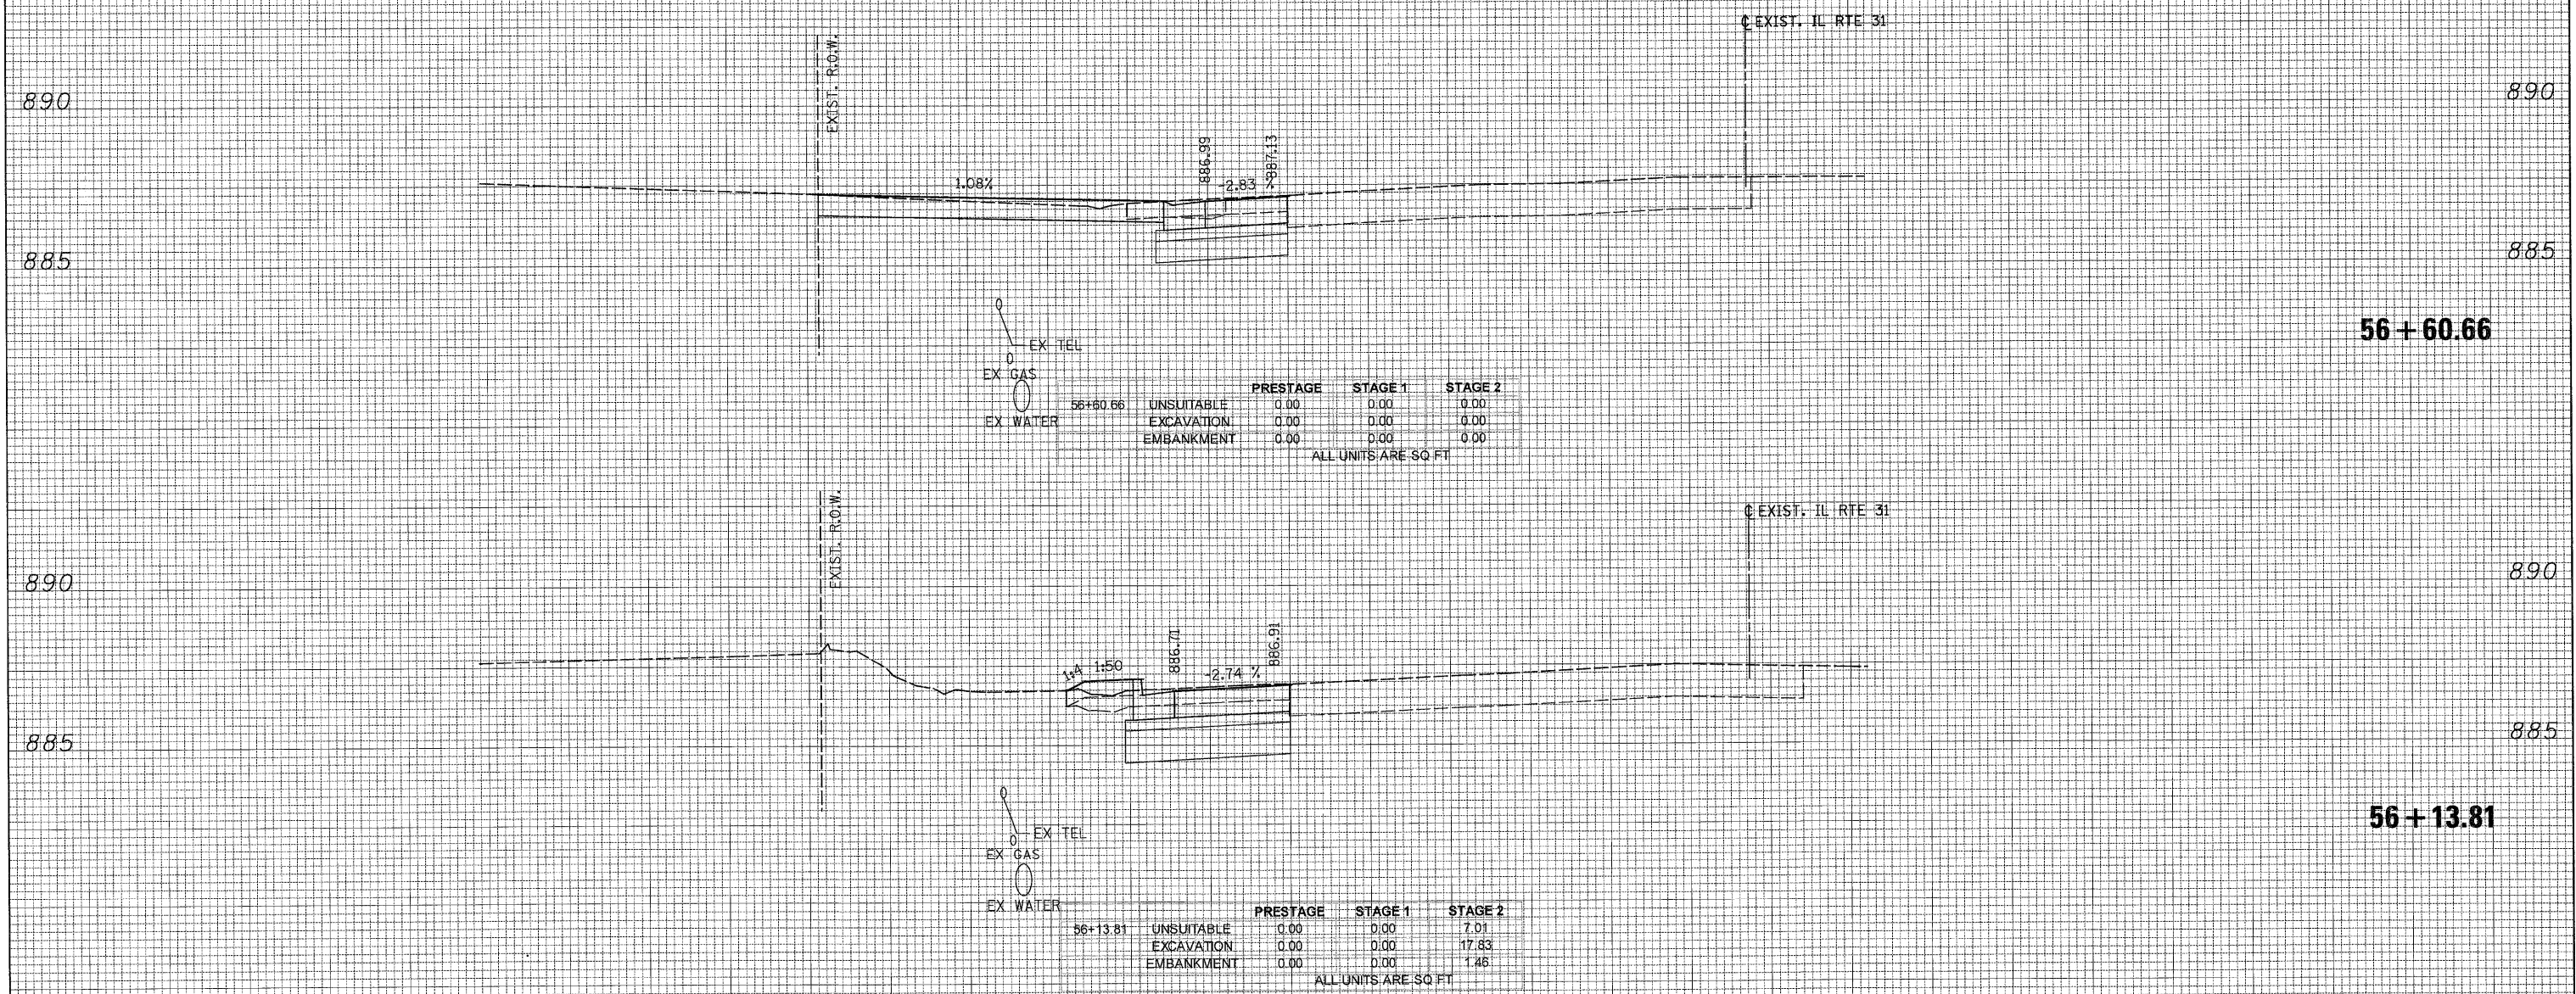 ℄ EXIST. IL RTE 31
EXIST. R.O.W.
890
890
886.99
887.13
1.08%
-2.83 %
885
885
56 + 60.66
EX TEL
EX GAS
EX WATER
PRESTAGE STAGE 1 STAGE 2
56+60.66 UNSUITABLE 0.00 0.00 0.00
EXCAVATION 0.00 0.00 0.00
EMBANKMENT 0.00 0.00 0.00
ALL UNITS ARE SQ FT
EXIST. R.O.W.
℄ EXIST. IL RTE 31
890
890
886.71
886.91
1:4 1:50
-2.74 %
885
885
56 + 13.81
EX TEL
EX GAS
EX WATER
PRESTAGE STAGE 1 STAGE 2
56+13.81 UNSUITABLE 0.00 0.00 7.01
EXCAVATION 0.00 0.00 17.83
EMBANKMENT 0.00 0.00 1.46
ALL UNITS ARE SQ FT